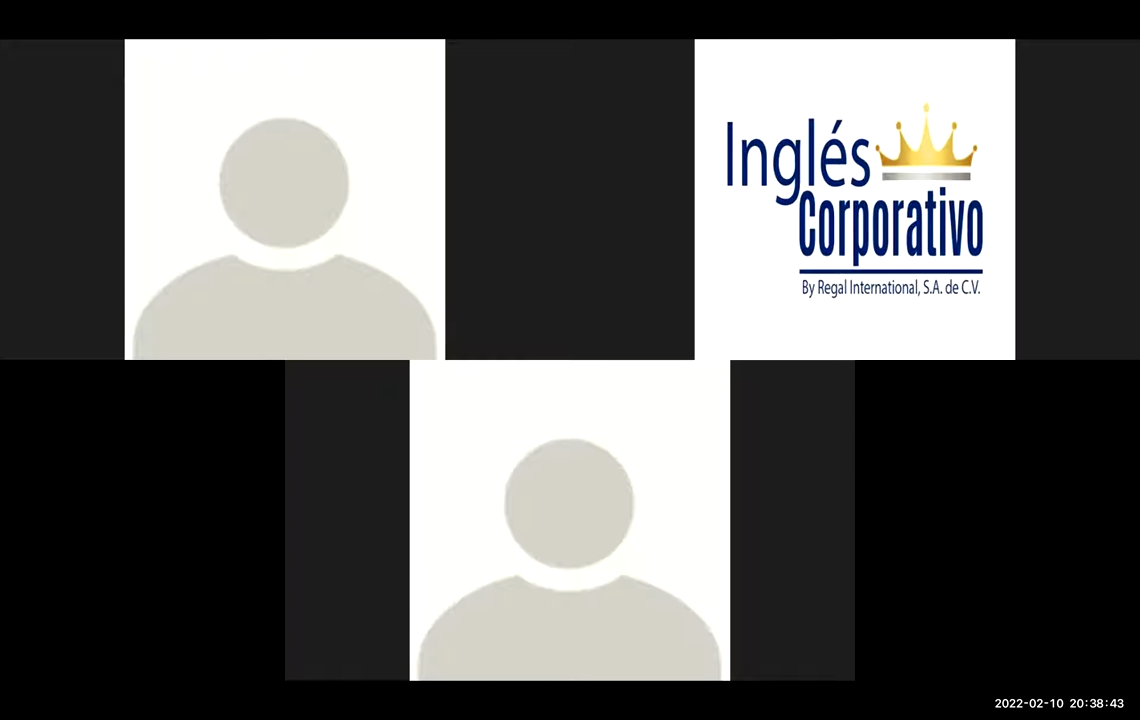 Inglés
Corporativo
By Regal International, S.A. de C.V.
2022-02-10 20:38:43